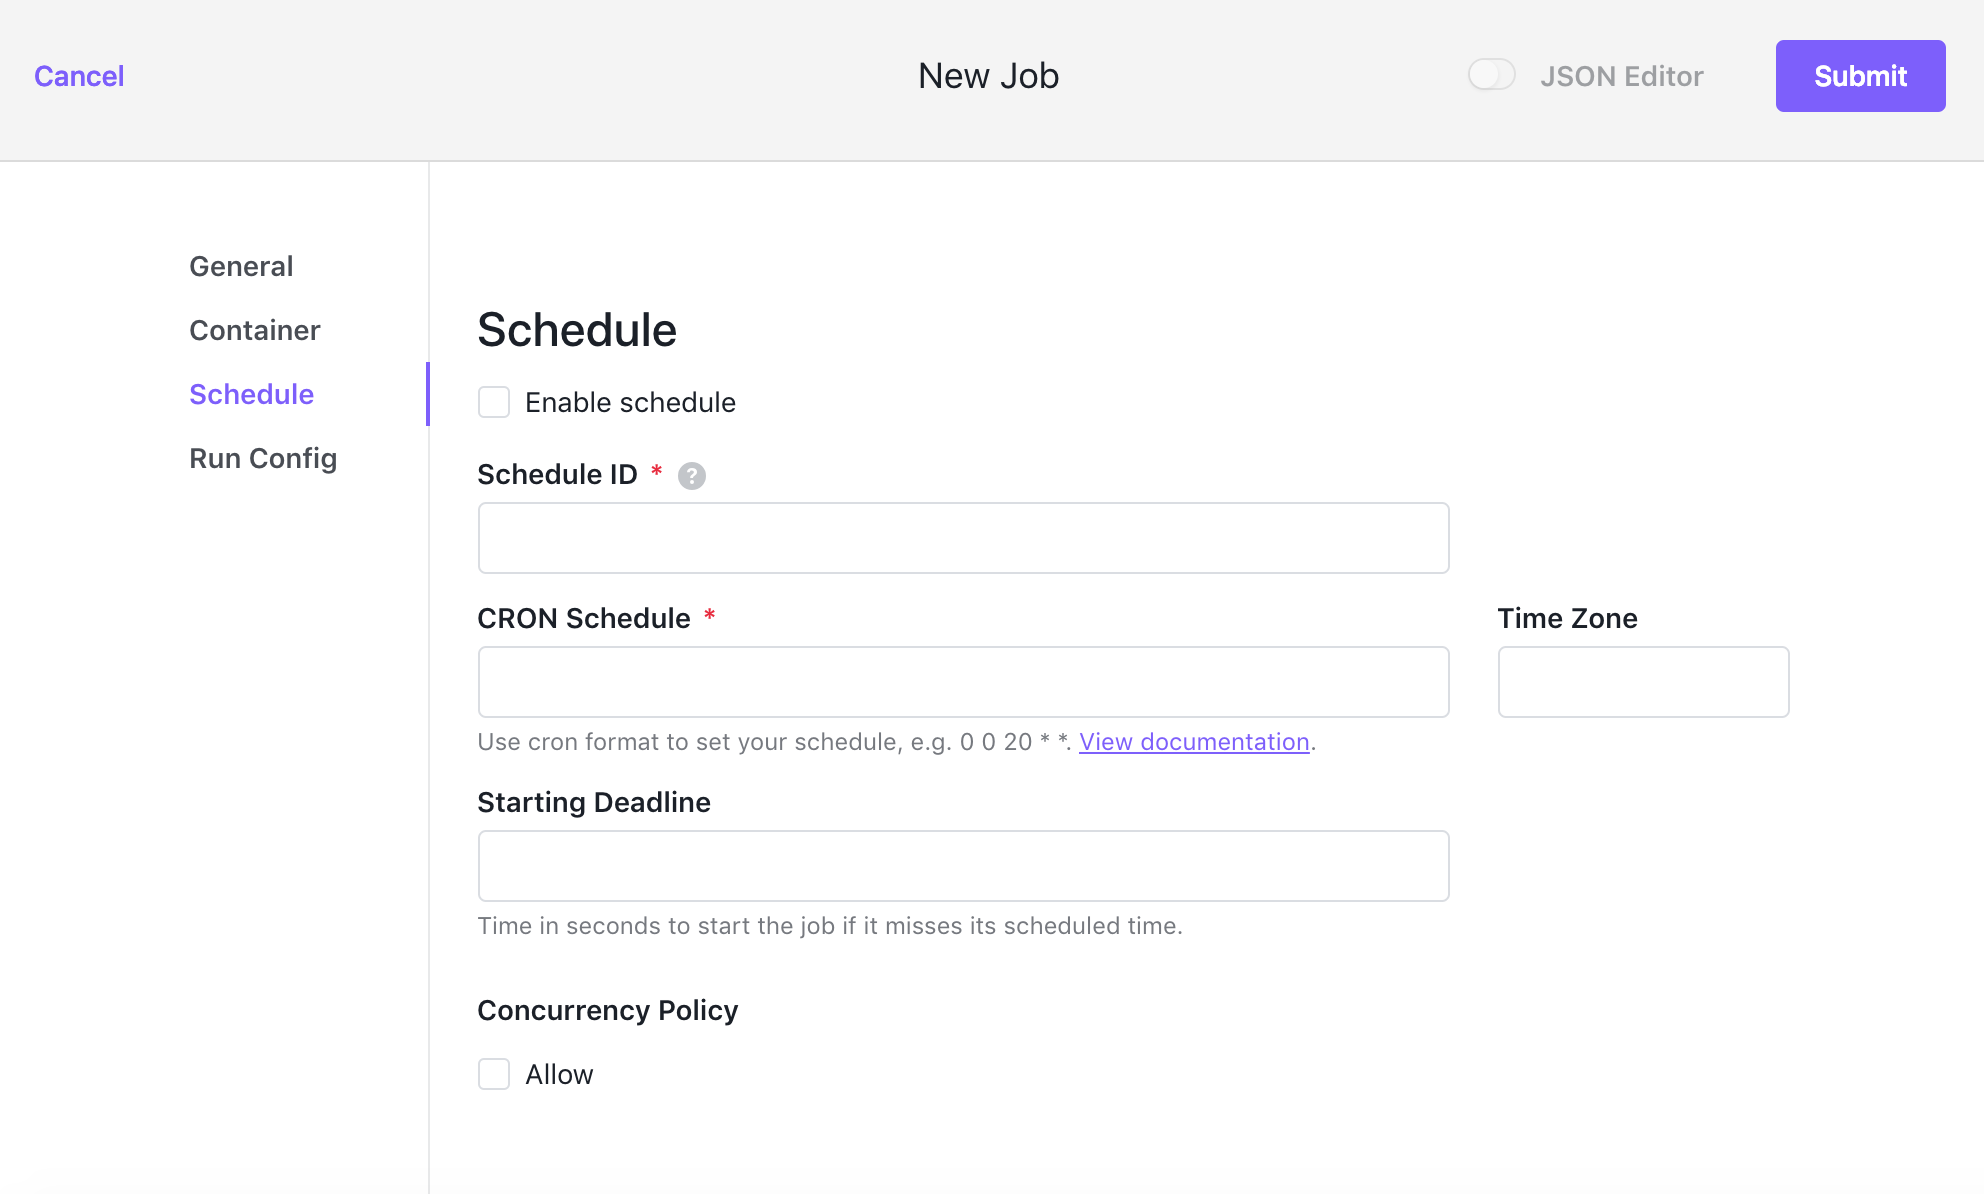 Cancel
New Job
JSON Editor
Submit
General
Container
Schedule
Run Config
Schedule
Enable schedule
Schedule ID * ?
CRON Schedule *
Time Zone
Use cron format to set your schedule, e.g. 0 0 20 * *. View documentation.
Starting Deadline
Time in seconds to start the job if it misses its scheduled time.
Concurrency Policy
Allow